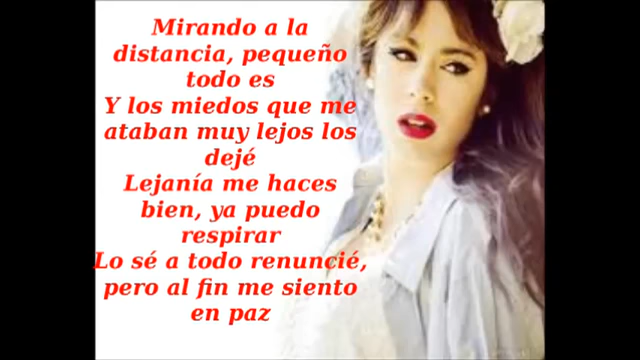 Mirando a la
distancia, pequeño
todo es
Y los miedos que me
ataban muy lejos los
dejé
Lejanía me haces
bien, ya puedo
respirar
Lo sé a todo renuncié,
pero al fin me siento
en paz